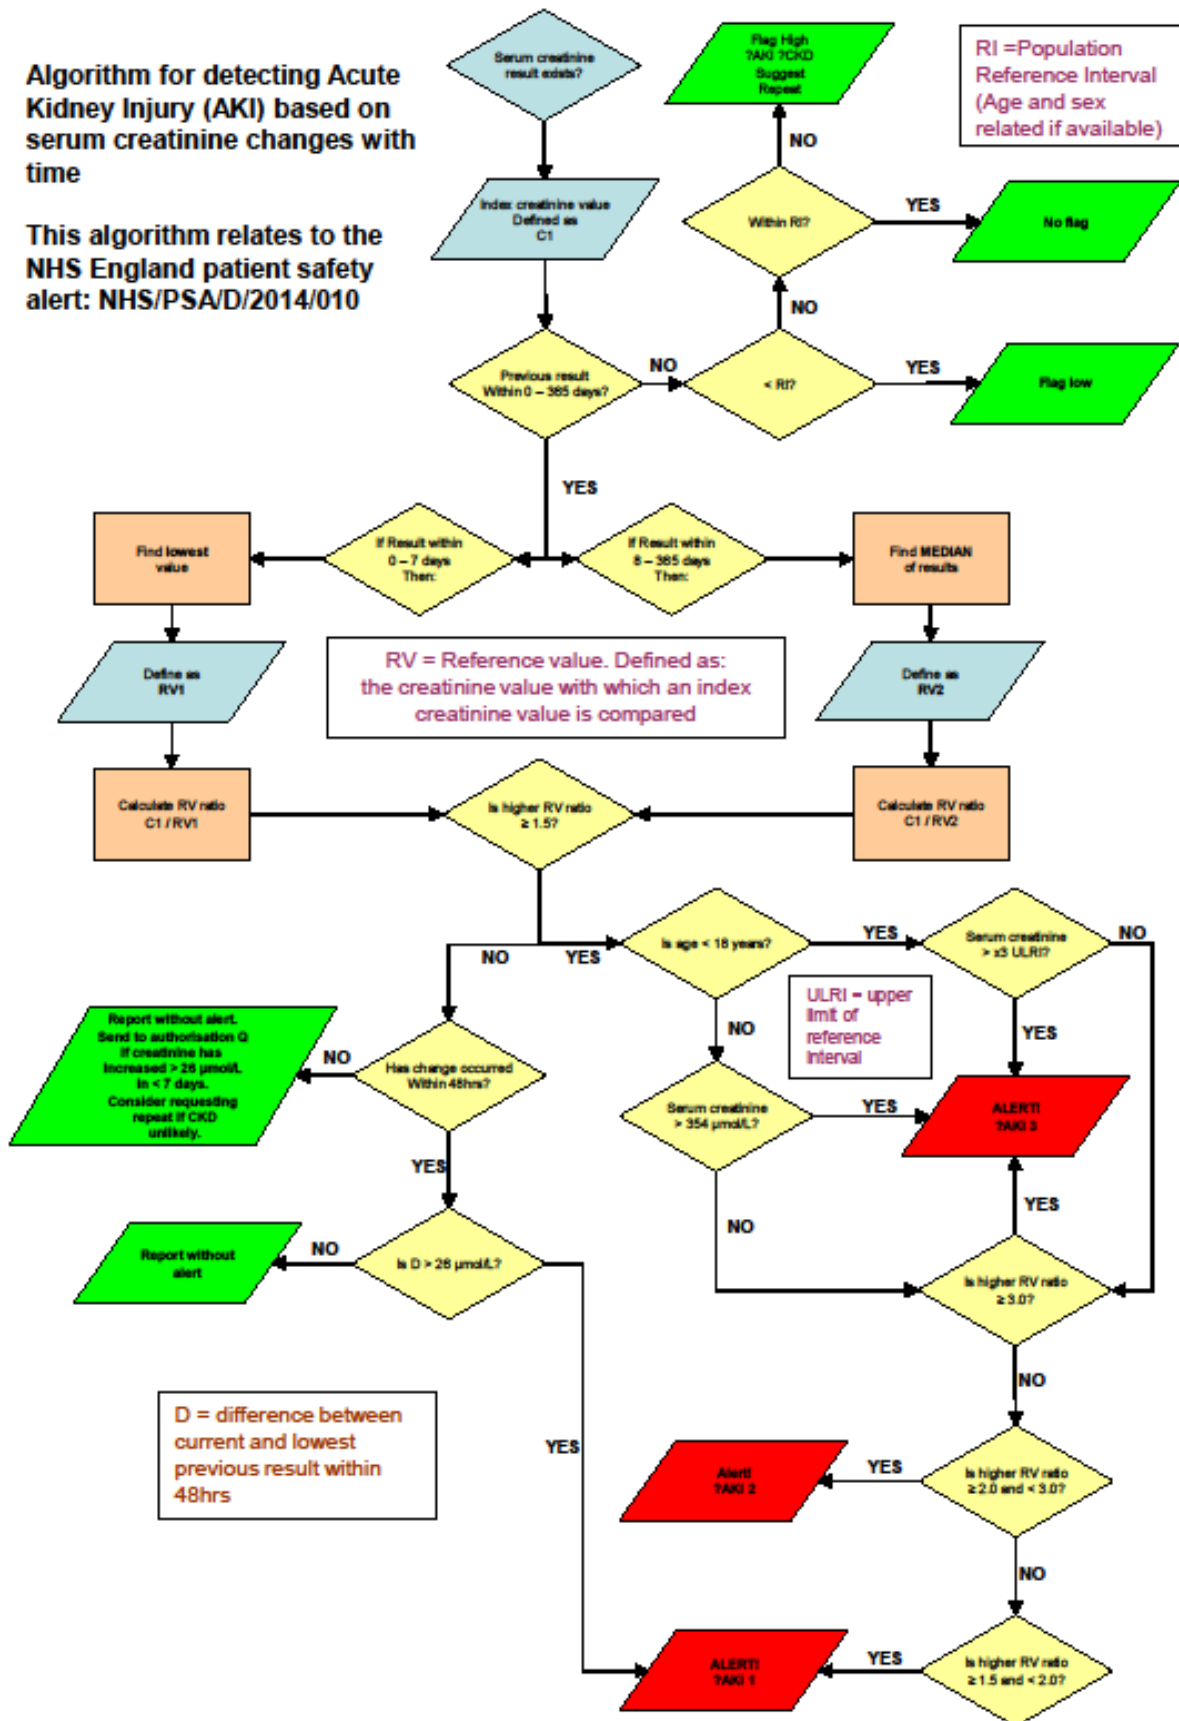 Algorithm for detecting Acute
Kidney Injury (AKI) based on
serum creatinine changes with
time
This algorithm relates to the
NHS England patient safety
alert: NHS/PSA/D/2014/010
Serum creatinine
result exists?
Flag High
?AKI ?CKD
Suggest
Repeat
RI =Population
Reference Interval
(Age and sex
related if available)
NO
Index creatinine value
Defined as
C1
Within RI?
YES
No flag
NO
Previous result
Within 0 – 365 days?
NO
< RI?
YES
Flag low
YES
Find lowest
value
If Result within
0 – 7 days
Then:
If Result within
8 – 365 days
Then:
Find MEDIAN
of results
Define as
RV1
RV = Reference value. Defined as:
the creatinine value with which an index
creatinine value is compared
Define as
RV2
Calculate RV ratio
C1 / RV1
Is higher RV ratio
≥ 1.5?
Calculate RV ratio
C1 / RV2
NO
YES
Is age < 18 years?
YES
Serum creatinine
> x3 ULRI?
NO
ULRI = upper
limit of
reference
interval
NO
YES
Report without alert.
Send to authorisation Q
If creatinine has
increased > 26 µmol/L
in < 7 days.
Consider requesting
repeat if CKD
unlikely.
NO
Has change occurred
Within 48hrs?
Serum creatinine
> 354 µmol/L?
YES
ALERT!
?AKI 3
YES
NO
YES
Report without
alert
NO
Is D > 26 µmol/L?
Is higher RV ratio
≥ 3.0?
NO
D = difference between
current and lowest
previous result within
48hrs
YES
Alert!
?AKI 2
YES
Is higher RV ratio
≥ 2.0 and < 3.0?
NO
ALERT!
?AKI 1
YES
Is higher RV ratio
≥ 1.5 and < 2.0?